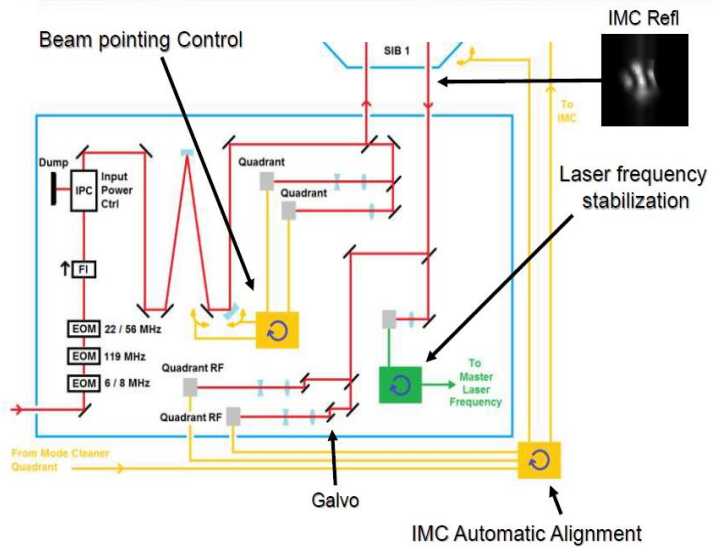 IMC Refl
Beam pointing Control
SIB 1
To
IMC
Dump
IPC
Input
Power
Ctrl
Quadrant
Quadrant
Laser frequency
stabilization
FI
EOM 22 / 56 MHz
EOM 119 MHz
EOM 6 / 8 MHz
Quadrant RF
Quadrant RF
To
Master
Laser
Frequency
From Mode Cleaner
Quadrant
Galvo
IMC Automatic Alignment